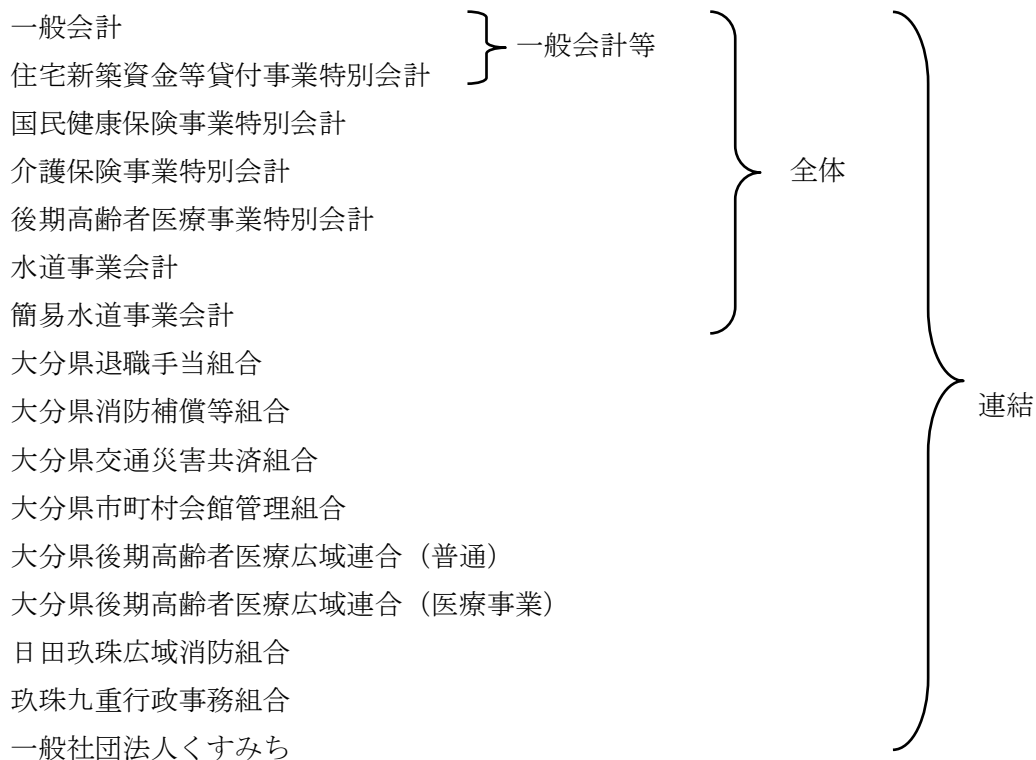 一般会計
一般会計等
住宅新築資金等貸付事業特別会計
国民健康保険事業特別会計
介護保険事業特別会計
全体
後期高齢者医療事業特別会計
水道事業会計
簡易水道事業会計
大分県退職手当組合
大分県消防補償等組合
連結
大分県交通災害共済組合
大分県市町村会館管理組合
大分県後期高齢者医療広域連合（普通）
大分県後期高齢者医療広域連合（医療事業）
日田玖珠広域消防組合
玖珠九重行政事務組合
一般社団法人くすみち